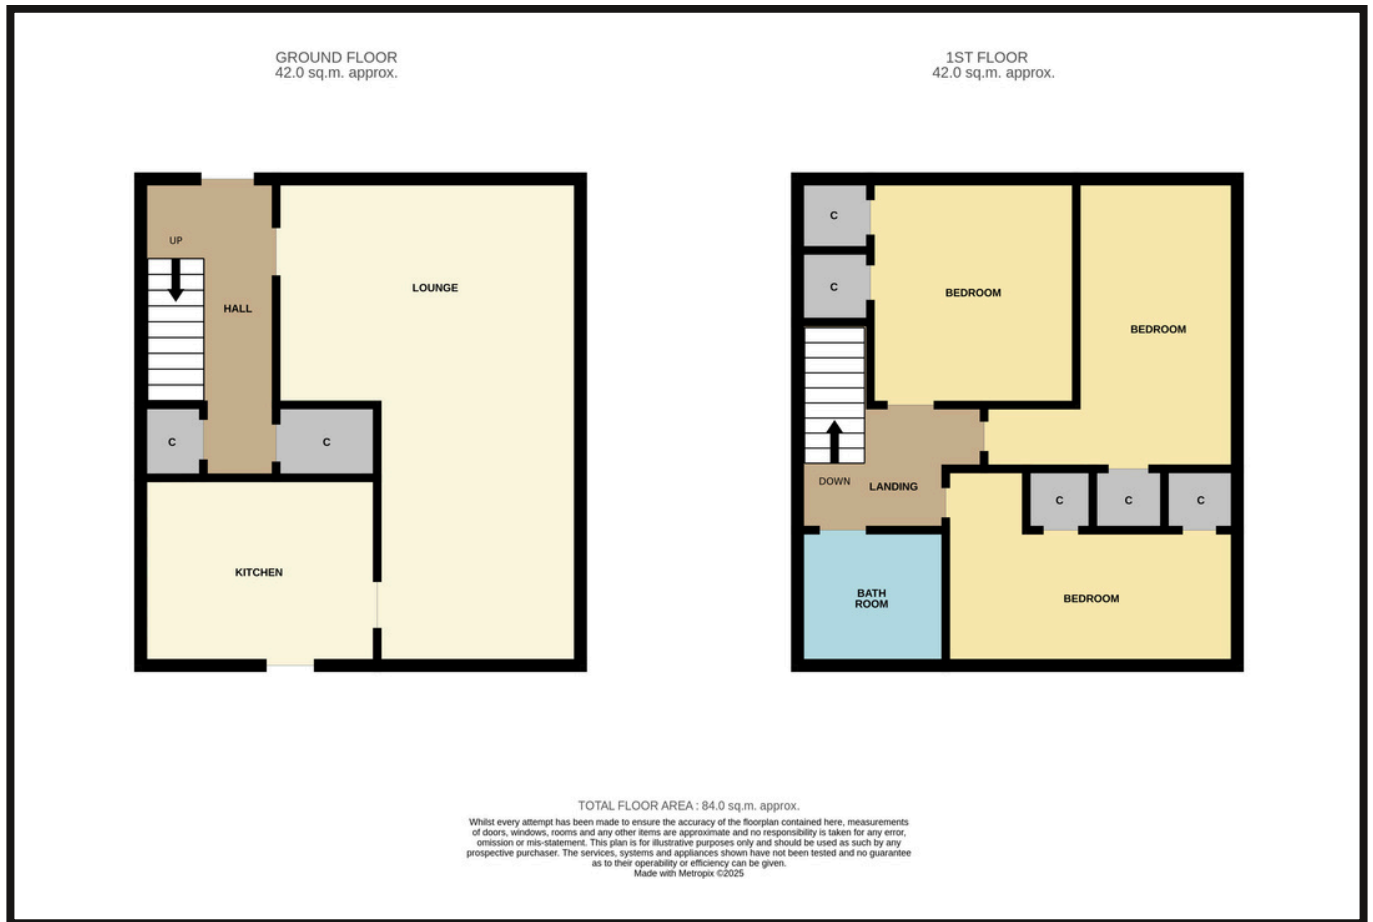 GROUND FLOOR
42.0 sq.m. approx.
1ST FLOOR
42.0 sq.m. approx.
UP
HALL
LOUNGE
C
C
KITCHEN
C
C
BEDROOM
BEDROOM
DOWN
LANDING
C
C
C
BATH
ROOM
BEDROOM
TOTAL FLOOR AREA : 84.0 sq.m. approx.
Whilst every attempt has been made to ensure the accuracy of the floorplan contained here, measurements
of doors, windows, rooms and any other items are approximate and no responsibility is taken for any error,
omission or mis-statement. This plan is for illustrative purposes only and should be used as such by any
prospective purchaser. The services, systems and appliances shown have not been tested and no guarantee
as to their operability or efficiency can be given.
Made with Metropix ©2025